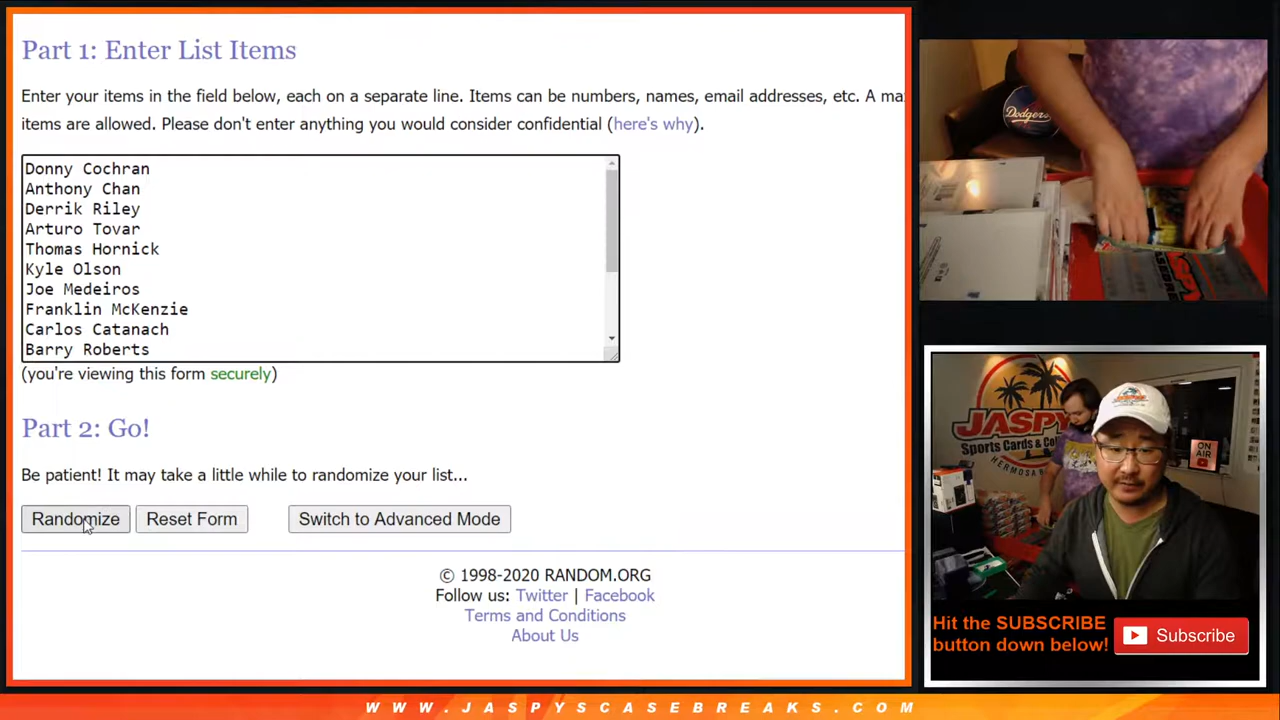 Part 1: Enter List Items
Enter your items in the field below, each on a separate line. Items can be numbers, names, email addresses, etc. A ma
items are allowed. Please don't enter anything you would consider confidential (here's why).
Donny Cochran
Anthony Chan
Derrik Riley
Arturo Tovar
Thomas Hornick
Kyle Olson
Joe Medeiros
Franklin McKenzie
Carlos Catanach
Barry Roberts
(you're viewing this form securely)
Part 2: Go!
Be patient! It may take a little while to randomize your list...
Randomize Reset Form Switch to Advanced Mode
© 1998-2020 RANDOM.ORG
Follow us: Twitter | Facebook
Terms and Conditions
About Us
Dodgers
JASPY
Sports Cards &
HERMOSA
ON
AIR
Hit the SUBSCRIBE
button down below!
Subscribe
WWW.JASPYSCASEBREAKS.COM